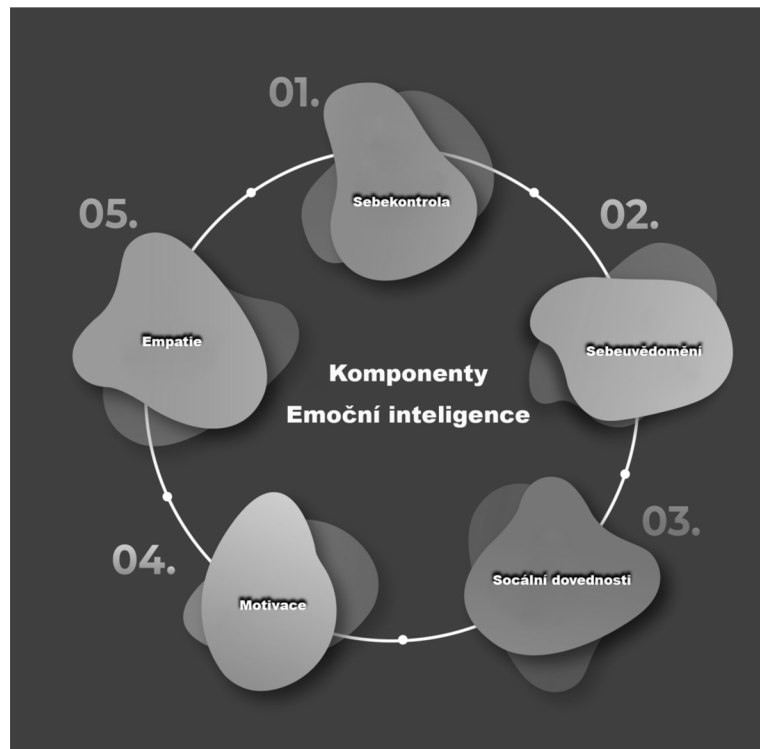 01.
Sebekontrola
02.
Sebeuvědomění
03.
Socální dovednosti
04.
Motivace
05.
Empatie
Komponenty
Emoční inteligence